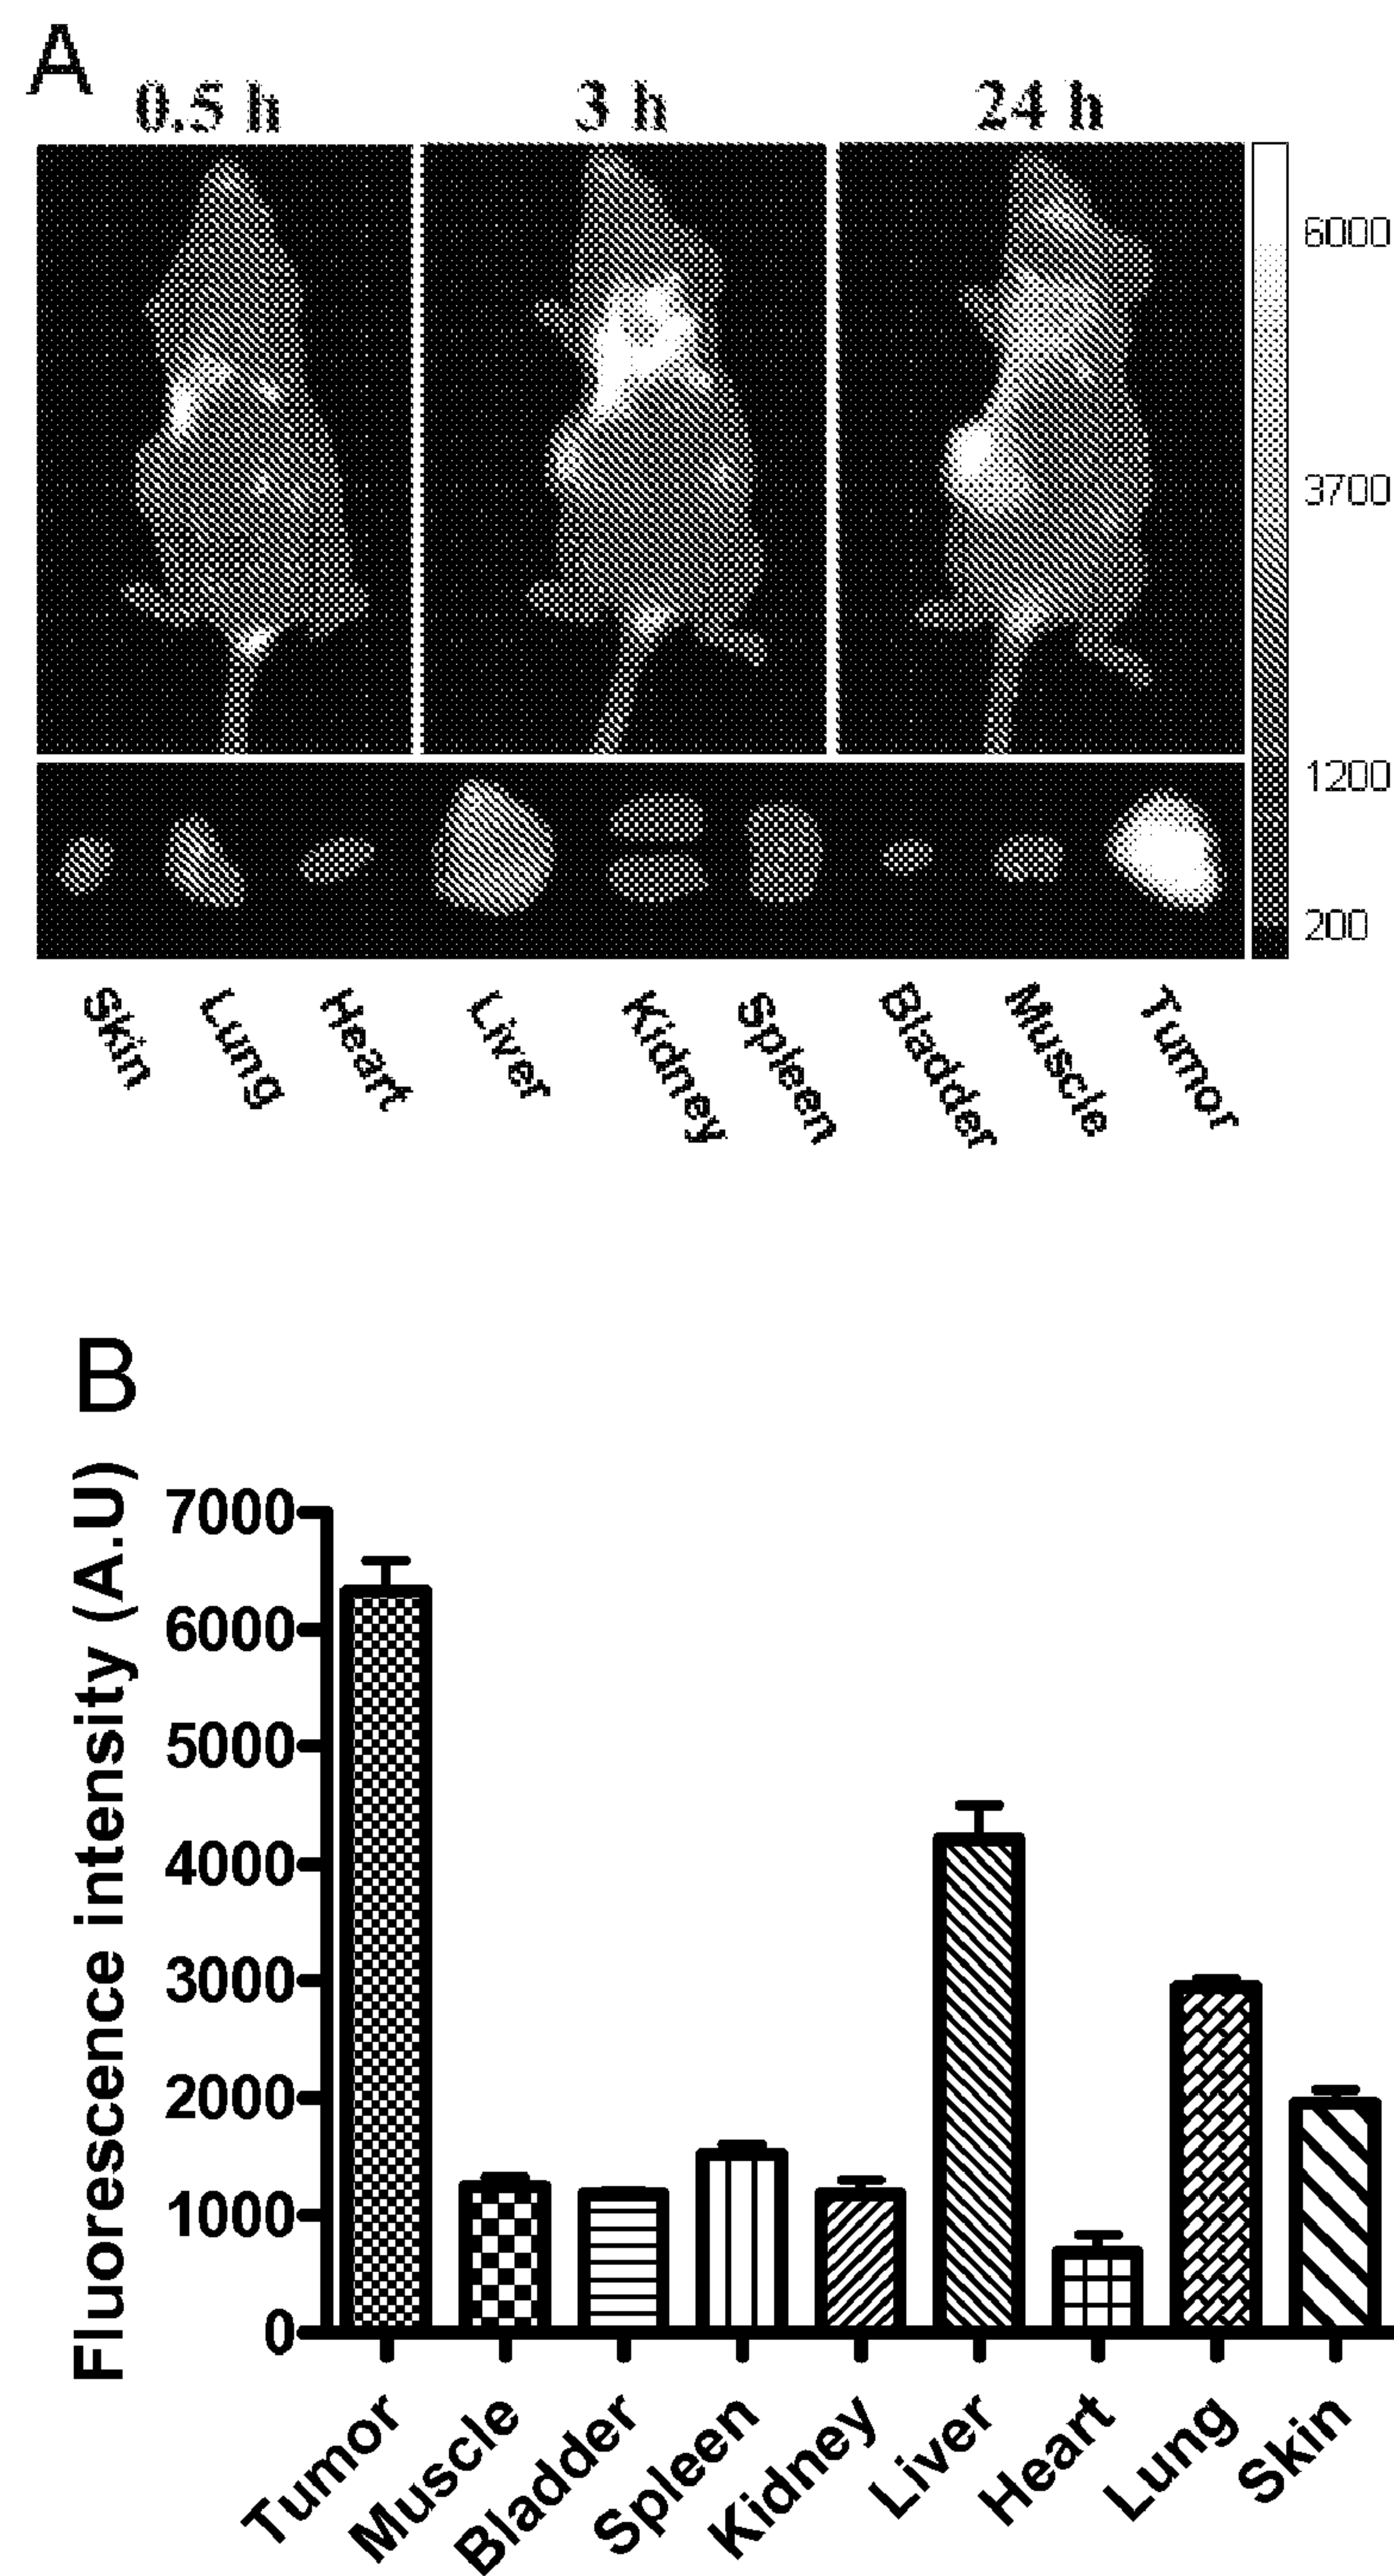 A
0.5 h
3 h
24 h
6000
3700
1200
200
Skin
Lung
Heart
Liver
Kidney
Spleen
Bladder
Muscle
Tumor
B
Fluorescence intensity (A.U)
7000
6000
5000
4000
3000
2000
1000
0
Tumor
Muscle
Bladder
Spleen
Kidney
Liver
Heart
Lung
Skin